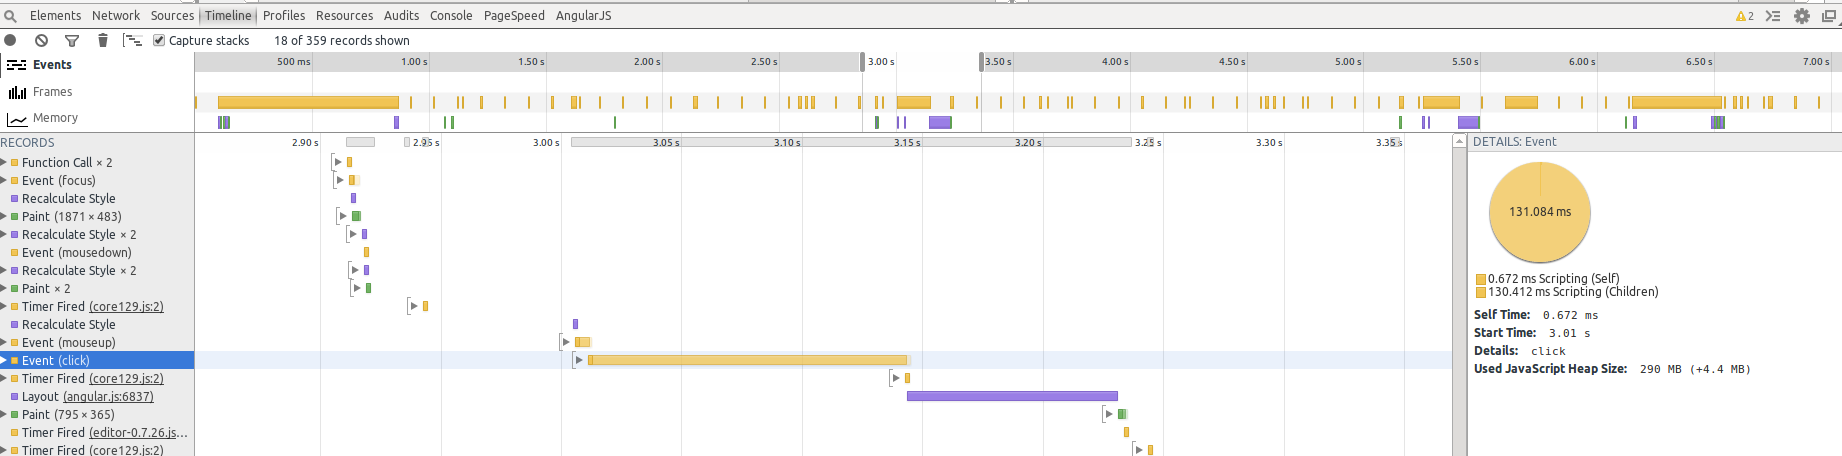 Elements Network Sources Timeline Profiles Resources Audits Console PageSpeed AngularJS 2
Capture stacks 18 of 359 records shown
Events
Frames
Memory
500 ms 1.00 s 1.50 s 2.00 s 2.50 s 3.00 s 3.50 s 4.00 s 4.50 s 5.00 s 5.50 s 6.00 s 6.50 s 7.00 s
RECORDS
2.90 s 2.95 s 3.00 s 3.05 s 3.10 s 3.15 s 3.20 s 3.25 s 3.30 s 3.35 s
Function Call × 2
Event (focus)
Recalculate Style
Paint (1871 × 483)
Recalculate Style × 2
Event (mousedown)
Recalculate Style × 2
Paint × 2
Timer Fired (core129.js:2)
Recalculate Style
Event (mouseup)
Event (click)
Timer Fired (core129.js:2)
Layout (angular.js:6837)
Paint (795 × 365)
Timer Fired (editor-0.7.26.js...
Timer Fired (core129.js:2)
DETAILS: Event
131.084 ms
0.672 ms Scripting (Self)
130.412 ms Scripting (Children)
Self Time: 0.672 ms
Start Time: 3.01 s
Details: click
Used JavaScript Heap Size: 290 MB (+4.4 MB)